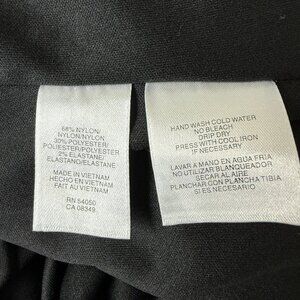 68% NYLON/
NYLON/NYLON
30% POLYESTER/
POLIESTER/POLYESTER
2% ELASTANE/
ELASTANO/ELASTANE
MADE IN VIETNAM
HECHO EN VIETNAM
FAIT AU VIETNAM
RN 54050
CA 08349
HAND WASH COLD WATER
NO BLEACH
DRIP DRY
PRESS WITH COOL IRON
IF NECESSARY
LAVAR A MANO EN AGUA FRIA
NO UTILIZAR BLANQUEADOR
SECAR AL AIRE
PLANCHAR CON PLANCHA TIBIA
SI ES NECESARIO